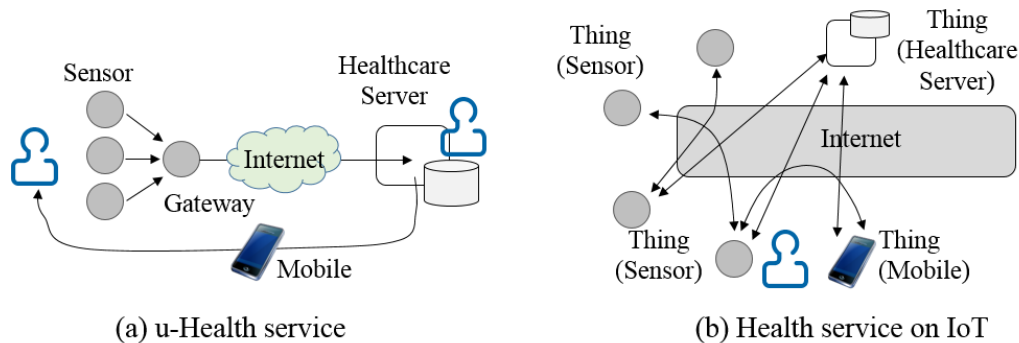 Sensor
Healthcare
Server
Internet
Gateway
Mobile
(a) u-Health service
Thing
(Sensor)
Thing
(Healthcare
Server)
Internet
Thing
(Sensor)
Thing
(Mobile)
(b) Health service on IoT